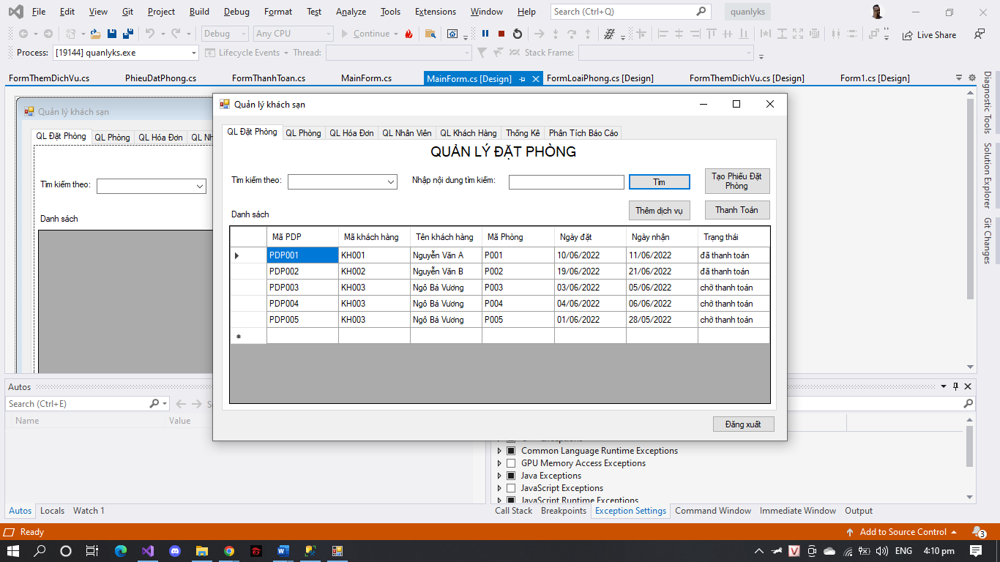 File Edit View Git Project Build Debug Format Test Analyze Tools Extensions Window Help Search (Ctrl+Q) quanlyks
Debug Any CPU Continue Live Share
Process: [19144] quanlyks.exe Lifecycle Events Thread: Stack Frame:
FormThemDichVu.cs PhieuDatPhong.cs FormThanhToan.cs MainForm.cs MainForm.cs [Design] FormLoaiPhong.cs [Design] FormThemDichVu.cs [Design] Form1.cs [Design]
Quản lý khách sạn
QL Đặt Phòng QL Phòng QL Hóa Đơn
Tìm kiếm theo:
Danh sách
Quản lý khách sạn
QL Đặt Phòng QL Phòng QL Hóa Đơn QL Nhân Viên QL Khách Hàng Thống Kê Phân Tích Báo Cáo
QUẢN LÝ ĐẶT PHÒNG
Tìm kiếm theo: Nhập nội dung tìm kiếm: Tìm Tạo Phiếu Đặt
Phòng
Thêm dịch vụ Thanh Toán
Danh sách
Mã PDP Mã khách hàng Tên khách hàng Mã Phòng Ngày đặt Ngày nhận Trạng thái
PDP001 KH001 Nguyễn Văn A P001 10/06/2022 11/06/2022 đã thanh toán
PDP002 KH002 Nguyễn Văn B P002 19/06/2022 21/06/2022 đã thanh toán
PDP003 KH003 Ngô Bá Vương P003 03/06/2022 05/06/2022 chờ thanh toán
PDP004 KH003 Ngô Bá Vương P004 04/06/2022 06/06/2022 chờ thanh toán
PDP005 KH003 Ngô Bá Vương P005 01/06/2022 28/05/2022 chờ thanh toán
Đăng xuất
Diagnostic Tools
Solution Explorer
Git Changes
Autos
Search (Ctrl+E)
Name Value
Common Language Runtime Exceptions
GPU Memory Access Exceptions
Java Exceptions
JavaScript Exceptions
JavaScript Runtime Exceptions
Autos Locals Watch 1
Call Stack Breakpoints Exception Settings Command Window Immediate Window Output
Ready Add to Source Control 3
ENG 4:10 pm